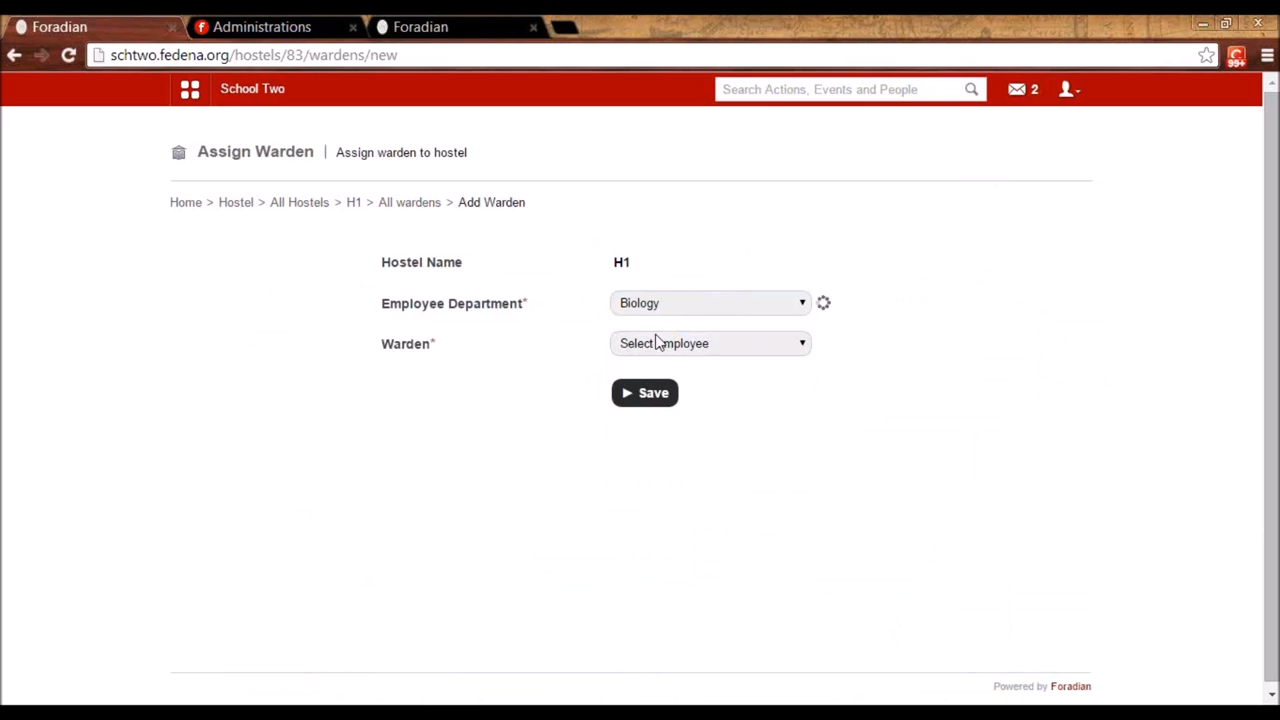 Foradian
Administrations
Foradian
schtwo.fedena.org/hostels/83/wardens/new
99+
School Two
Search Actions, Events and People
2
Assign Warden | Assign warden to hostel
Home > Hostel > All Hostels > H1 > All wardens > Add Warden
Hostel Name H1
Employee Department* Biology
Warden* Select Employee
Save
Powered by Foradian